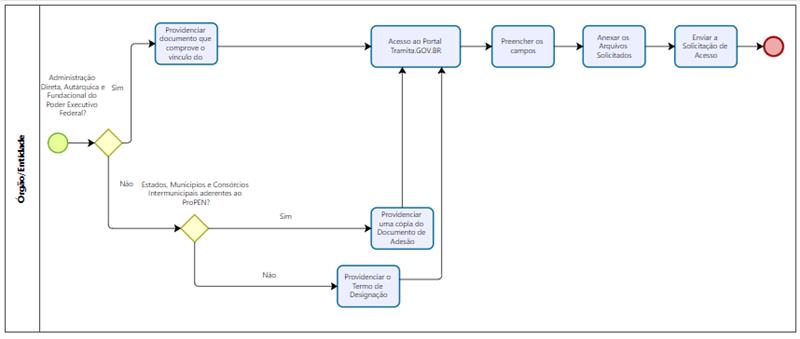 Órgão/Entidade
Administração
Direta, Autárquica e
Fundacional do
Poder Executivo
Federal?
Sim
Providenciar
documento que
comprove o
vínculo do
Acesso ao Portal
Tramita.GOV.BR
Preencher os
campos
Anexar os
Arquivos
Solicitados
Enviar a
Solicitação de
Acesso
Não
Estados, Municípios e Consórcios
Intermunicipais aderentes ao
ProPEN?
Sim
Providenciar
uma cópia do
Documento de
Adesão
Não
Providenciar o
Termo de
Designação